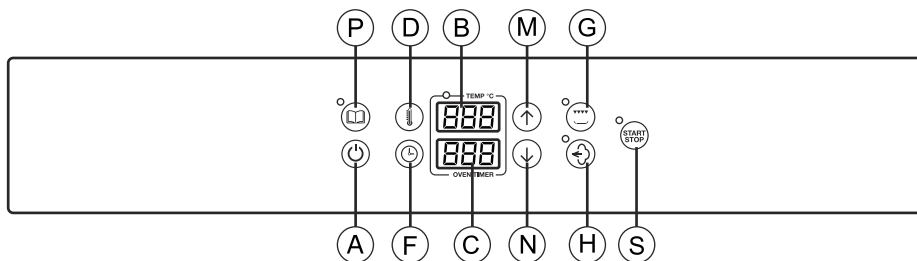 P D B M G
TEMP °C
888
START
STOP
888
OVEN TIMER
A F C N H S